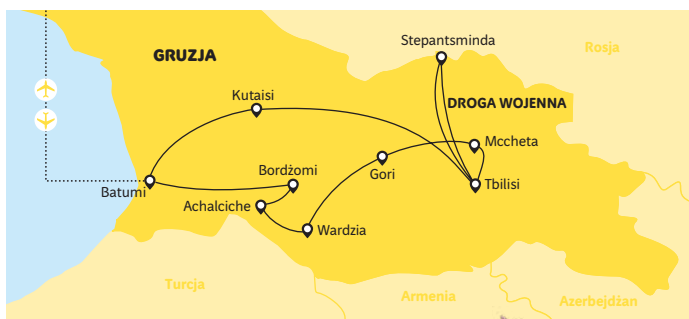 Stepantsminda
Rosja
GRUZJA
Kutaisi
DROGA WOJENNA
Mccheta
Bordżomi
Gori
Tbilisi
Batumi
Achalciche
Wardzia
Turcja
Armenia
Azerbejdżan